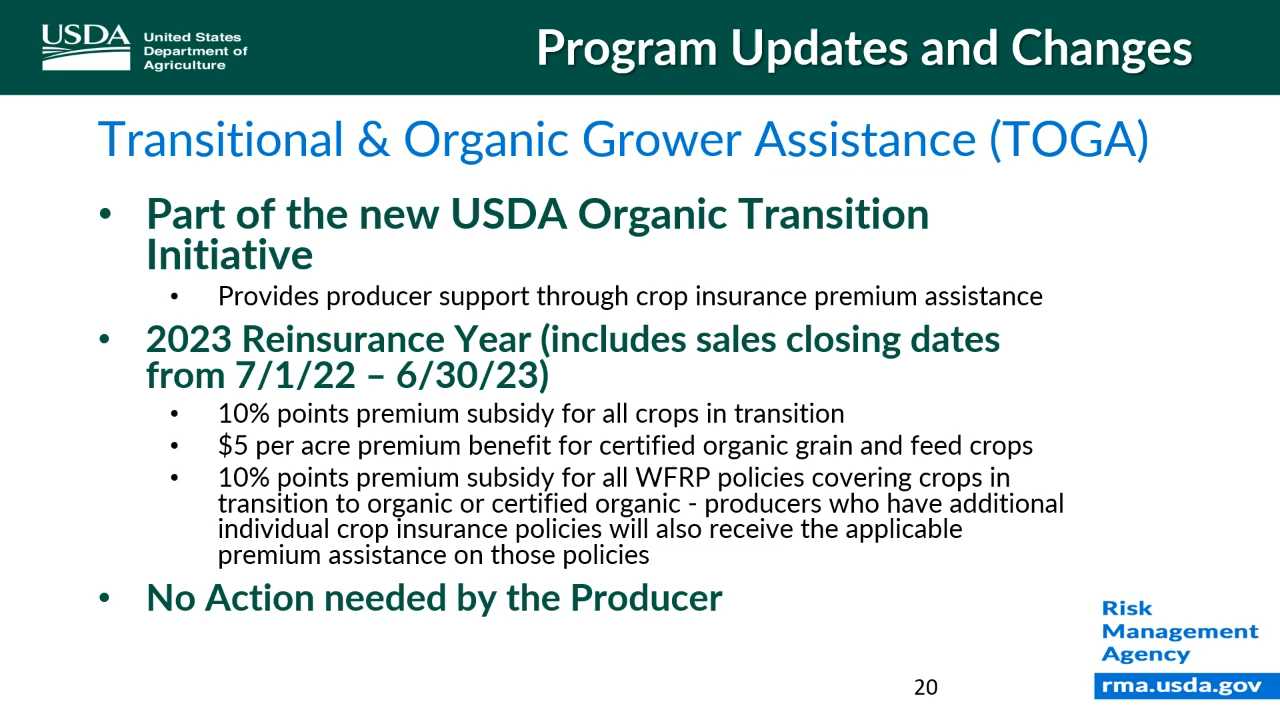 USDA
United States
Department of
Agriculture
Program Updates and Changes
Transitional & Organic Grower Assistance (TOGA)
• Part of the new USDA Organic Transition
Initiative
• Provides producer support through crop insurance premium assistance
• 2023 Reinsurance Year (includes sales closing dates
from 7/1/22 – 6/30/23)
• 10% points premium subsidy for all crops in transition
• $5 per acre premium benefit for certified organic grain and feed crops
• 10% points premium subsidy for all WFRP policies covering crops in
transition to organic or certified organic - producers who have additional
individual crop insurance policies will also receive the applicable
premium assistance on those policies
• No Action needed by the Producer
Risk
Management
Agency
rma.usda.gov
20